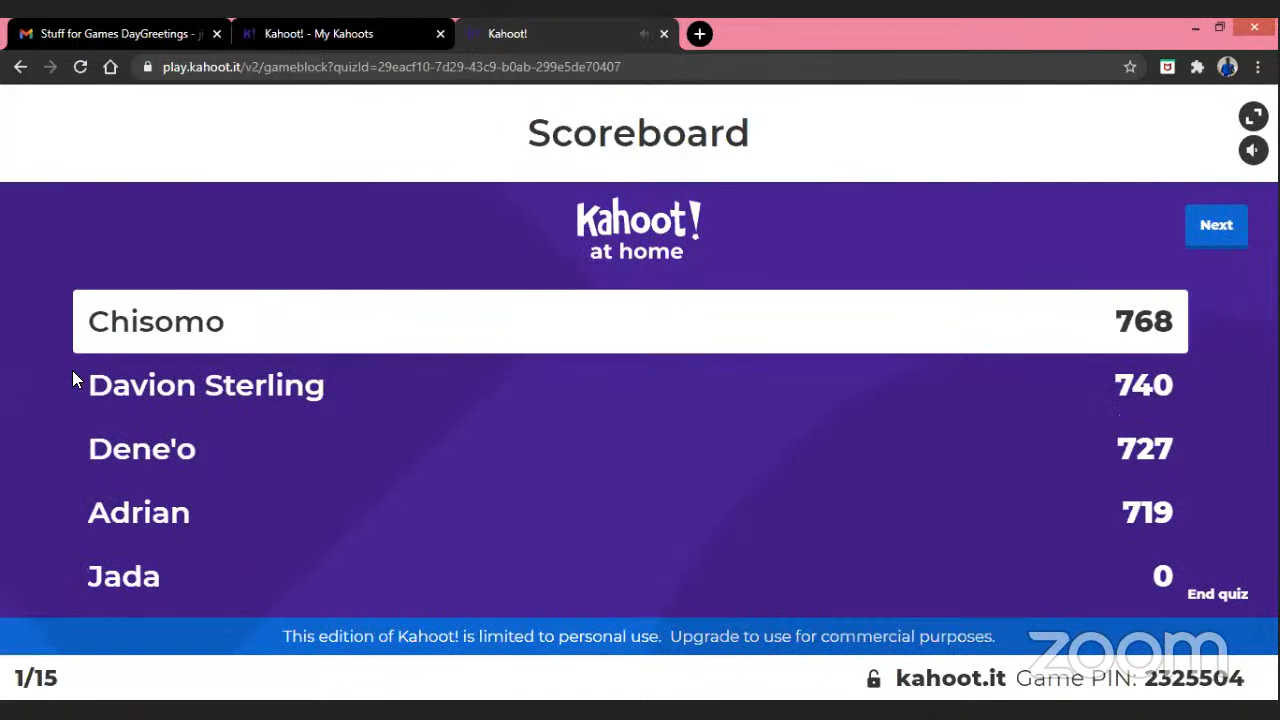 Stuff for Games DayGreetings -
Kahoot! - My Kahoots
Kahoot!
play.kahoot.it/v2/gameblock?quizId=29eacf10-7d29-43c9-b0ab-299e5de70407
Scoreboard
Kahoot!
at home
Next
Chisomo 768
Davion Sterling 740
Dene'o 727
Adrian 719
Jada 0
End quiz
This edition of Kahoot! is limited to personal use. Upgrade to use for commercial purposes.
zoom
1/15
kahoot.it Game PIN: 2325504